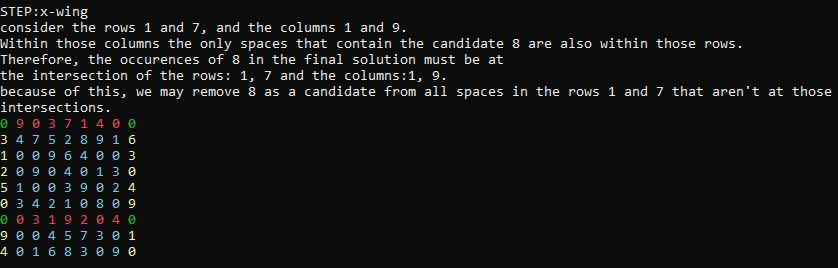 STEP:x-wing
consider the rows 1 and 7, and the columns 1 and 9.
Within those columns the only spaces that contain the candidate 8 are also within those rows.
Therefore, the occurences of 8 in the final solution must be at
the intersection of the rows: 1, 7 and the columns:1, 9.
because of this, we may remove 8 as a candidate from all spaces in the rows 1 and 7 that aren't at those
intersections.
0 9 0 3 7 1 4 0 0
3 4 7 5 2 8 9 1 6
1 0 0 9 6 4 0 0 3
2 0 9 0 4 0 1 3 0
5 1 0 0 3 9 0 2 4
0 3 4 2 1 0 8 0 9
0 0 3 1 9 2 0 4 0
9 0 0 4 5 7 3 0 1
4 0 1 6 8 3 0 9 0